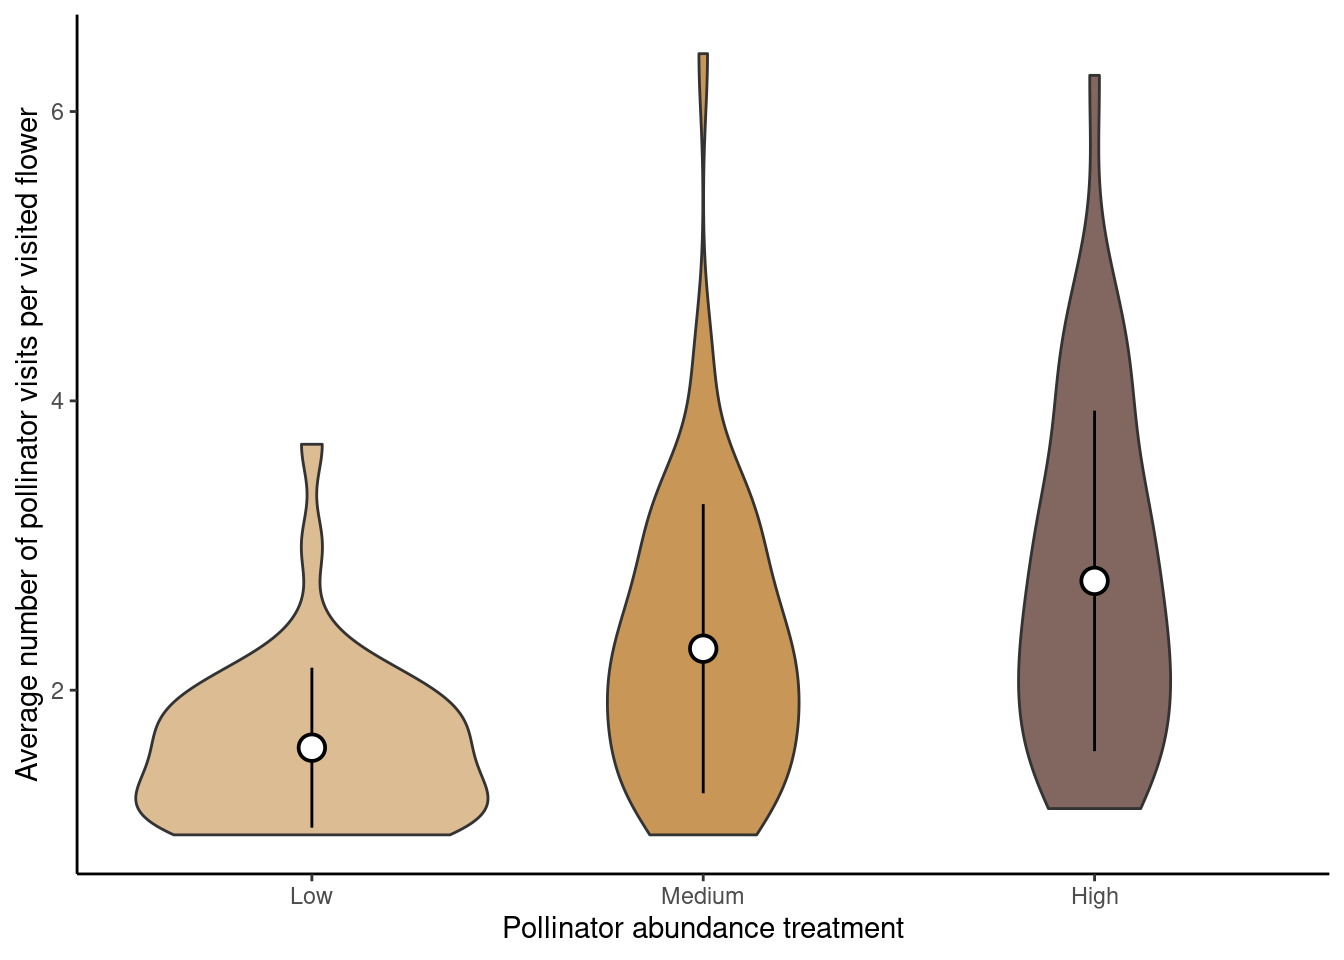 Average number of pollinator visits per visited flower
6
4
2
Low Medium High
Pollinator abundance treatment